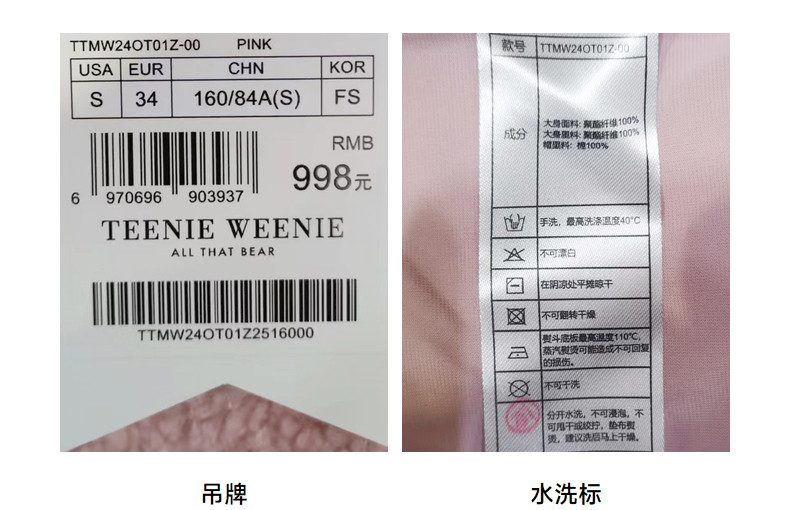 TTMW24OT01Z-00 PINK
USA EUR CHN KOR
S 34 160/84A(S) FS
RMB
998元
6 970696 903937
TEENIE WEENIE
ALL THAT BEAR
TTMW24OT01Z2516000
吊牌
款号 TTMW24OT01Z-00
成分
大身面料: 聚酯纤维100%
大身里料: 聚酯纤维100%
帽里料: 棉100%
手洗，最高洗涤温度40°C
不可漂白
在阴凉处平摊晾干
不可翻转干燥
熨斗底板最高温度110℃，
蒸汽熨烫可能造成不可回复
的损伤。
不可干洗
分开水洗，不可浸泡，不
可甩干或绞拧，垫布熨
烫，建议洗后马上干燥。
水洗标